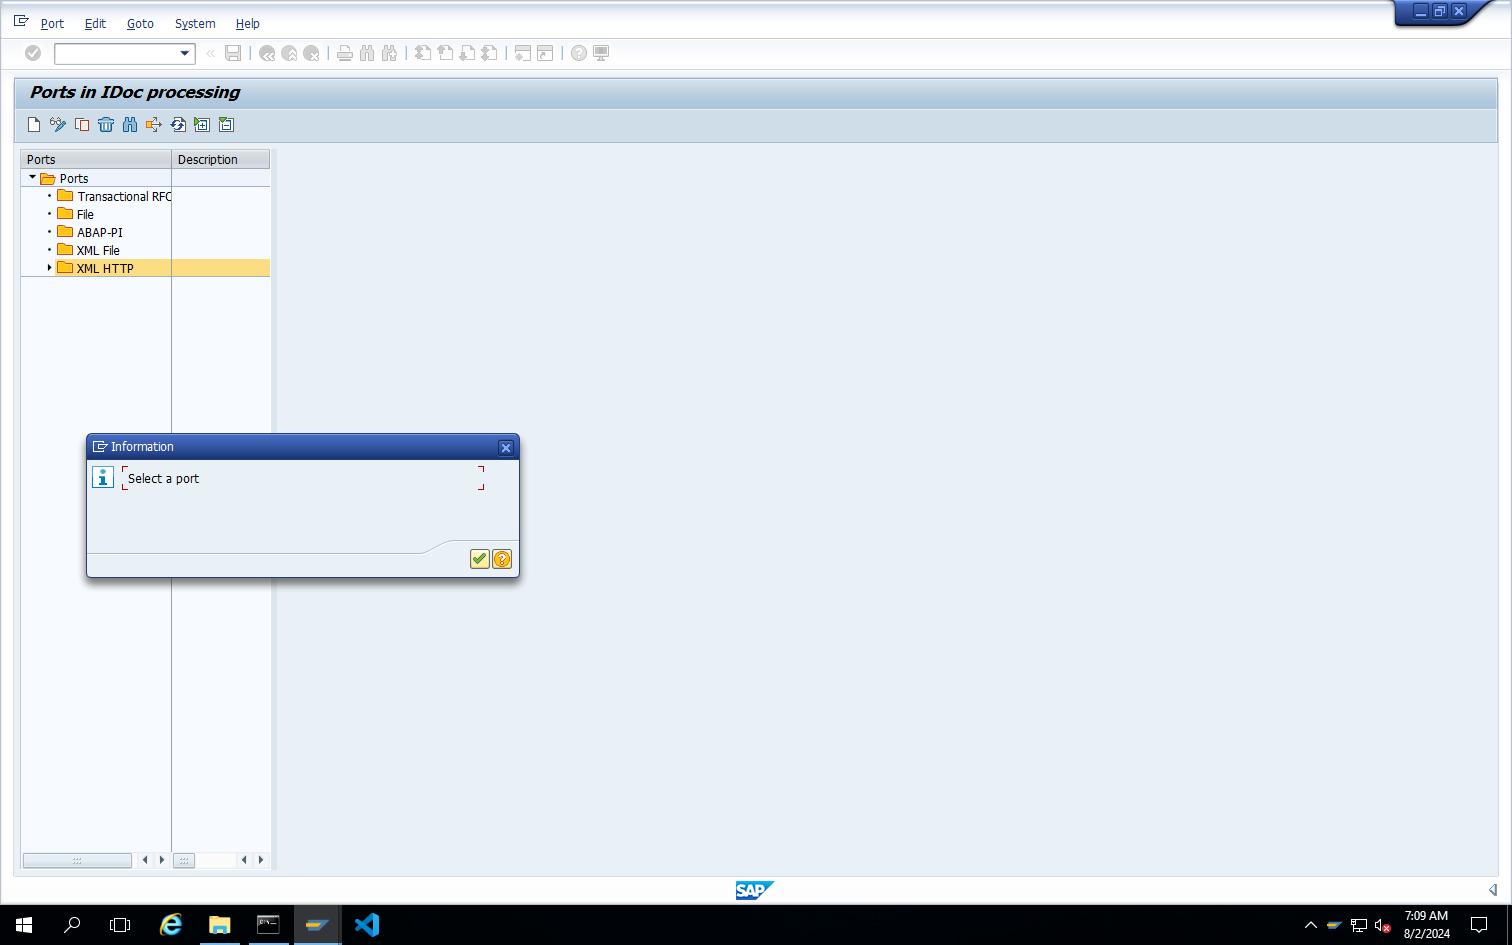 Port Edit Goto System Help
Ports in IDoc processing
Ports Description
Ports
Transactional RFC
File
ABAP-PI
XML File
XML HTTP
Information
Select a port
SAP
7:09 AM
8/2/2024